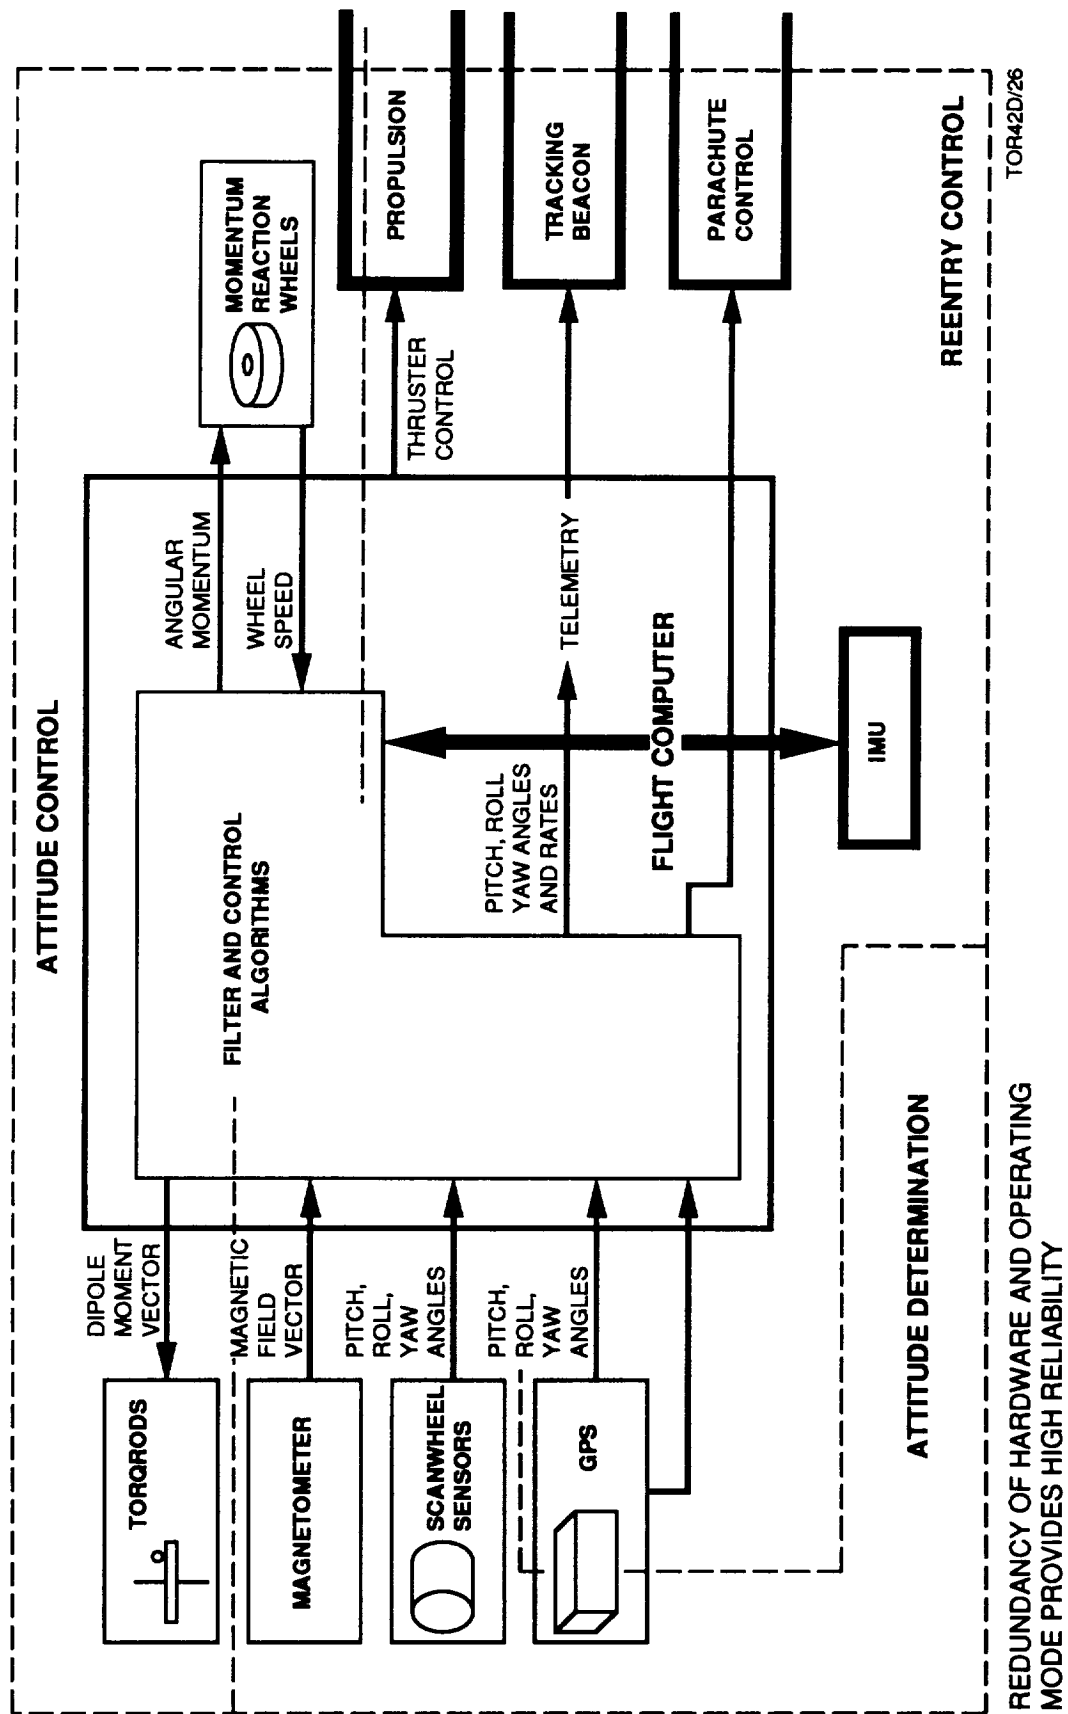 ATTITUDE CONTROL
TORQRODS
DIPOLE
MOMENT
VECTOR
MAGNETOMETER
MAGNETIC
FIELD
VECTOR
SCANWHEEL
SENSORS
PITCH,
ROLL,
YAW
ANGLES
GPS
PITCH,
ROLL,
YAW
ANGLES
FILTER AND CONTROL
ALGORITHMS
ANGULAR
MOMENTUM
WHEEL
SPEED
MOMENTUM
REACTION
WHEELS
THRUSTER
CONTROL
PROPULSION
PITCH, ROLL
YAW ANGLES
AND RATES
TELEMETRY
TRACKING
BEACON
FLIGHT COMPUTER
PARACHUTE
CONTROL
IMU
ATTITUDE DETERMINATION
REENTRY CONTROL
REDUNDANCY OF HARDWARE AND OPERATING
MODE PROVIDES HIGH RELIABILITY
TOR42D/26